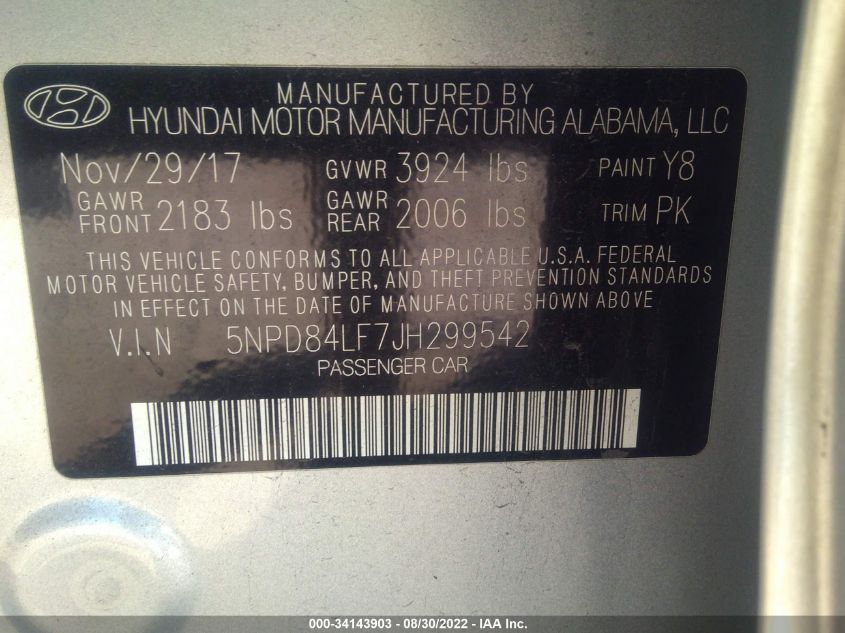 MANUFACTURED BY
HYUNDAI MOTOR MANUFACTURING ALABAMA, LLC
Nov/29/17 GVWR 3924 lbs PAINT Y8
GAWR FRONT 2183 lbs GAWR REAR 2006 lbs TRIM PK
THIS VEHICLE CONFORMS TO ALL APPLICABLE U.S.A. FEDERAL
MOTOR VEHICLE SAFETY, BUMPER, AND THEFT PREVENTION STANDARDS
IN EFFECT ON THE DATE OF MANUFACTURE SHOWN ABOVE.
V.I.N 5NPD84LF7JH299542
PASSENGER CAR
000-34143903 - 08/30/2022 - IAA Inc.